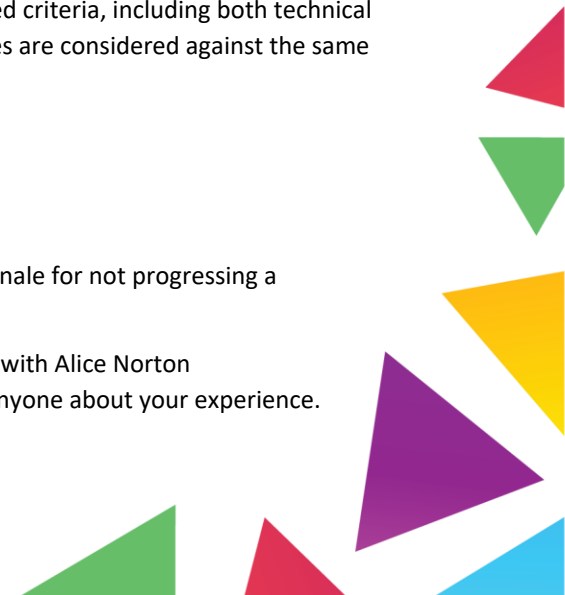 ed criteria, including both technical
es are considered against the same
nale for not progressing a
with Alice Norton
nyone about your experience.